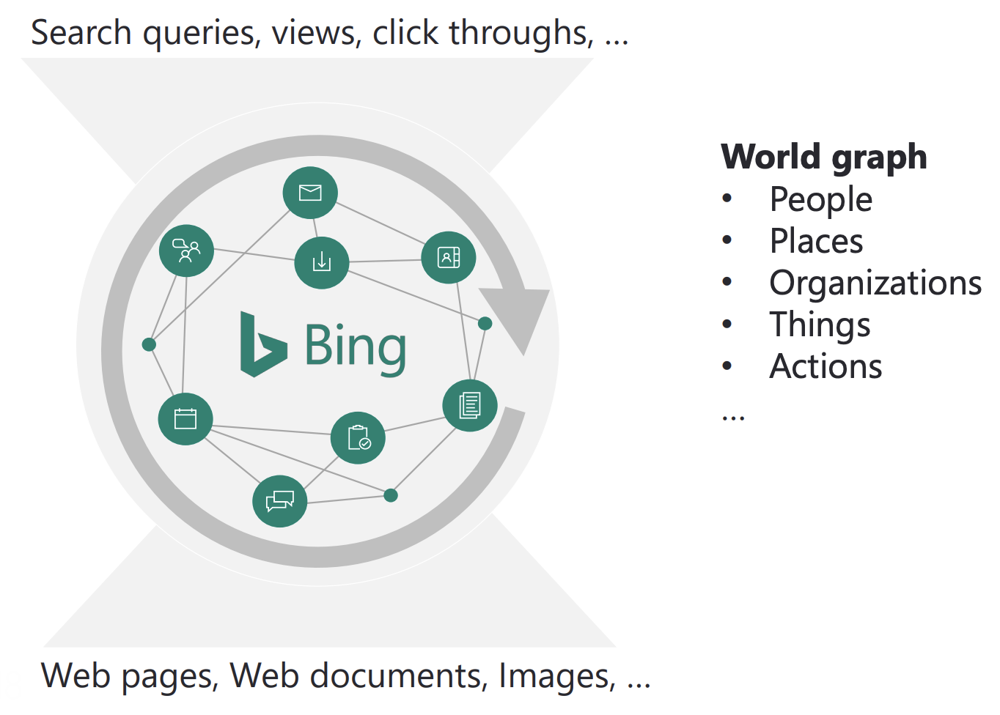 Search queries, views, click throughs, ...
World graph
• People
• Places
• Organizations
• Things
• Actions
...
Bing
Web pages, Web documents, Images, ...